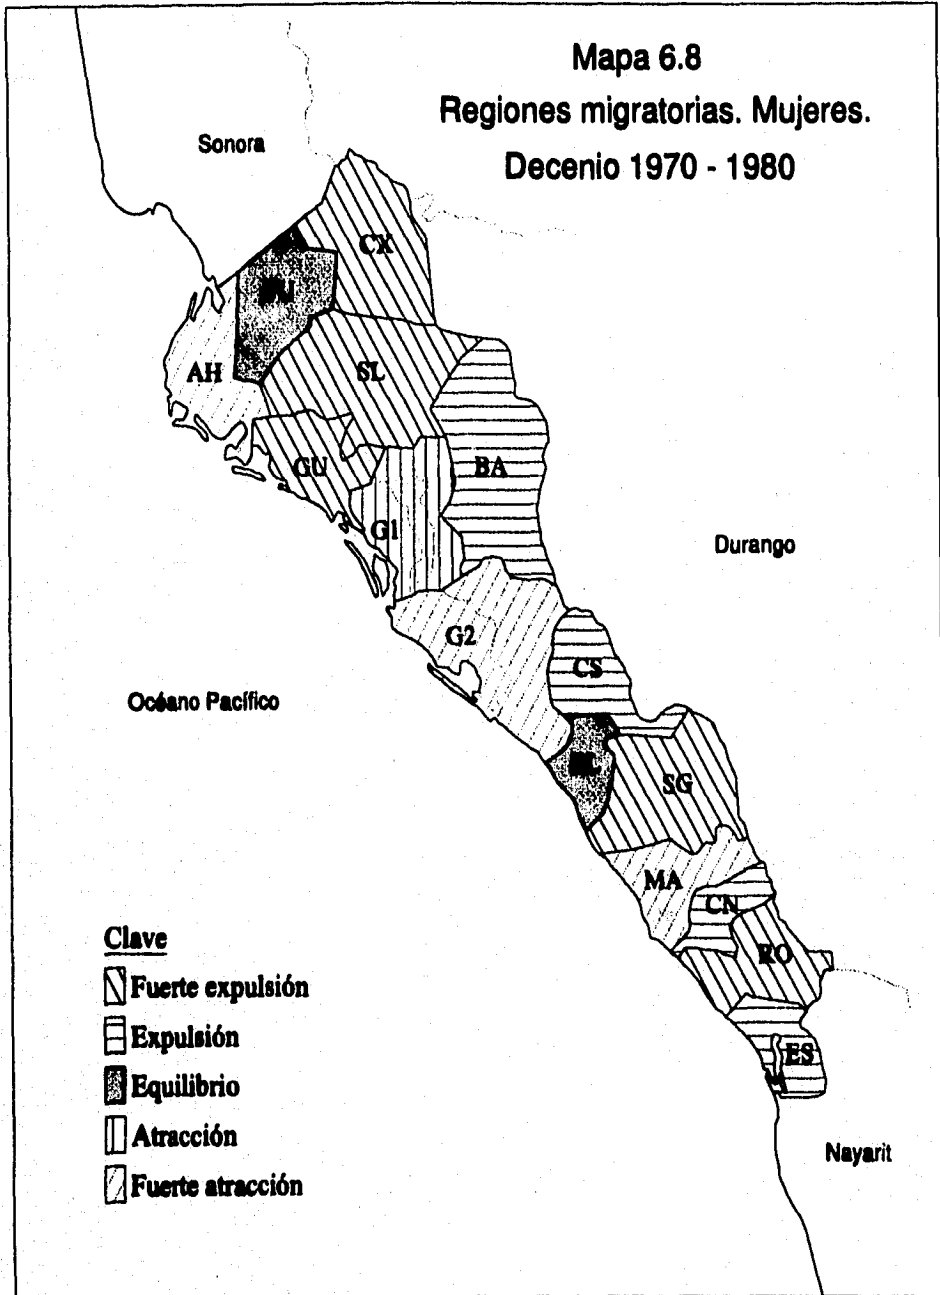 Mapa 6.8
Regiones migratorias. Mujeres.
Decenio 1970 - 1980
Sonora
CX
AH
SL
GU
BA
G1
Durango
G2
CS
Océano Pacífico
SG
MA
CN
RO
ES
Clave
Fuerte expulsión
Expulsión
Equilibrio
Atracción
Fuerte atracción
Nayarit